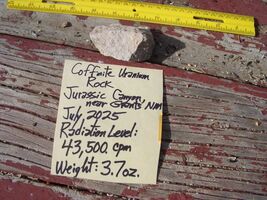 Coffinite Uranium
Rock
Jurassic Canyon,
near Grants NM
July 2025
Radiation Level:
43,500 cpm
Weight: 3.7oz.